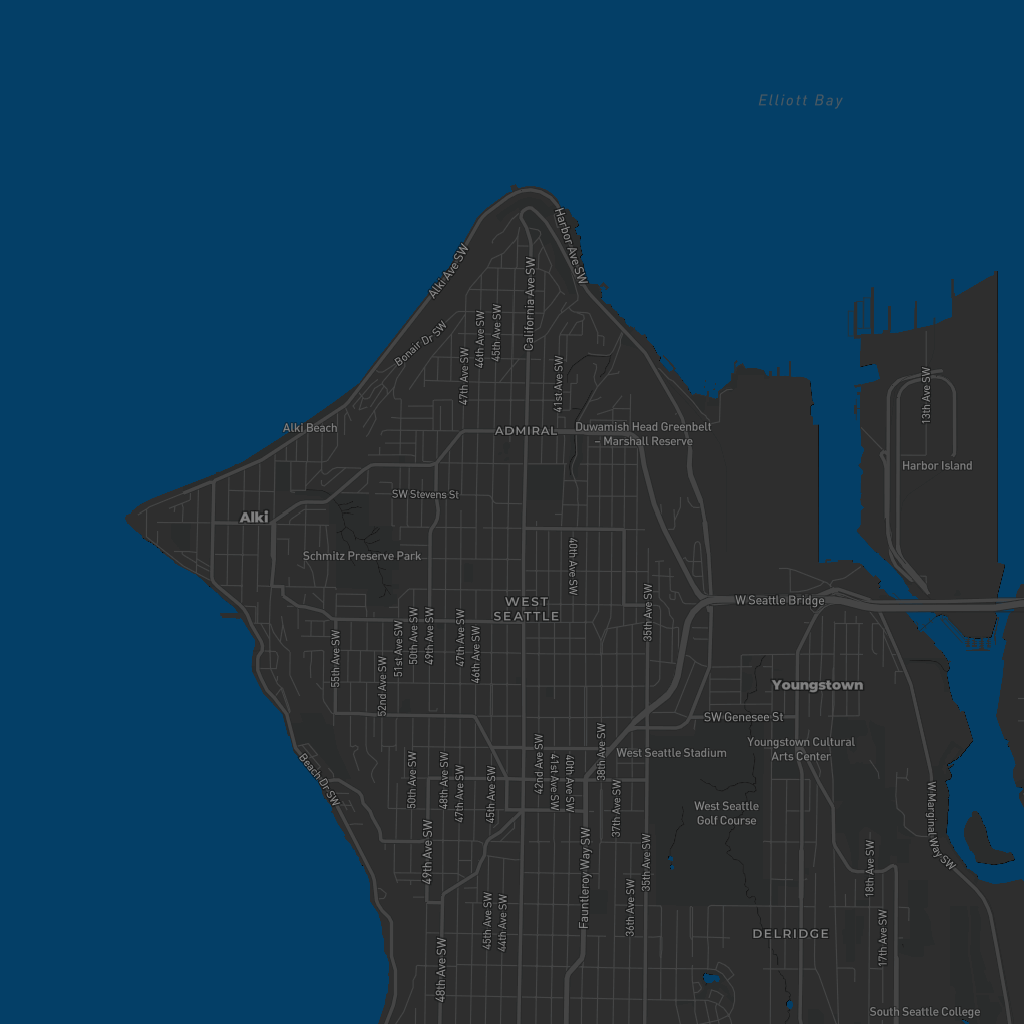 Elliott Bay
Harbor Ave SW
Alki Ave SW
California Ave SW
Bonair Dr SW
45th Ave SW
46th Ave SW
47th Ave SW
41st Ave SW
13th Ave SW
Alki Beach
ADMIRAL
Duwamish Head Greenbelt
– Marshall Reserve
Harbor Island
SW Stevens St
Alki
Schmitz Preserve Park
40th Ave SW
WEST
SEATTLE
W Seattle Bridge
35th Ave SW
55th Ave SW
52nd Ave SW
51st Ave SW
50th Ave SW
49th Ave SW
47th Ave SW
46th Ave SW
Youngstown
SW Genesee St
West Seattle Stadium
Youngstown Cultural
Arts Center
Beach Dr SW
50th Ave SW
48th Ave SW
47th Ave SW
45th Ave SW
42nd Ave SW
41st Ave SW
40th Ave SW
38th Ave SW
37th Ave SW
West Seattle
Golf Course
W Marginal Way SW
49th Ave SW
Fauntleroy Way SW
35th Ave SW
18th Ave SW
45th Ave SW
44th Ave SW
36th Ave SW
17th Ave SW
DELRIDGE
48th Ave SW
South Seattle College